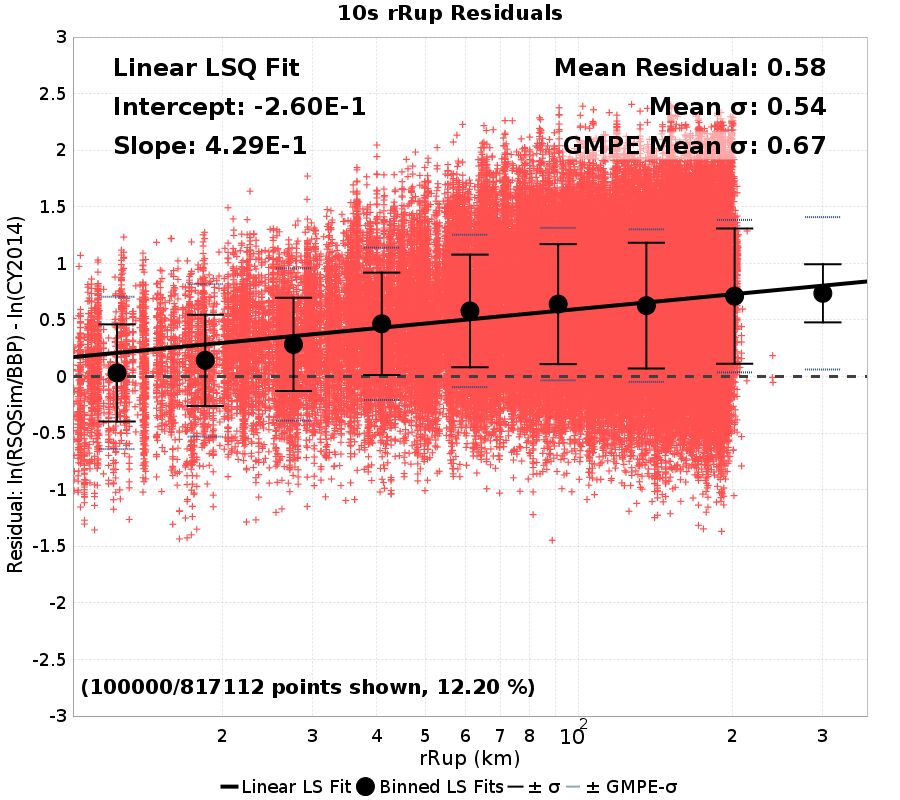 10s rRup Residuals
Linear LSQ Fit
Intercept: -2.60E-1
Slope: 4.29E-1
Mean Residual: 0.58
Mean σ: 0.54
GMPE Mean σ: 0.67
Residual: ln(RSQSim/BBP) - ln(CY2014)
3
2.5
2
1.5
1
0.5
0
-0.5
-1
-1.5
-2
-2.5
-3
(100000/817112 points shown, 12.20 %)
2 3 4 5 6 7 8 10² 2 3
rRup (km)
Linear LS Fit Binned LS Fits ± σ ± GMPE-σ